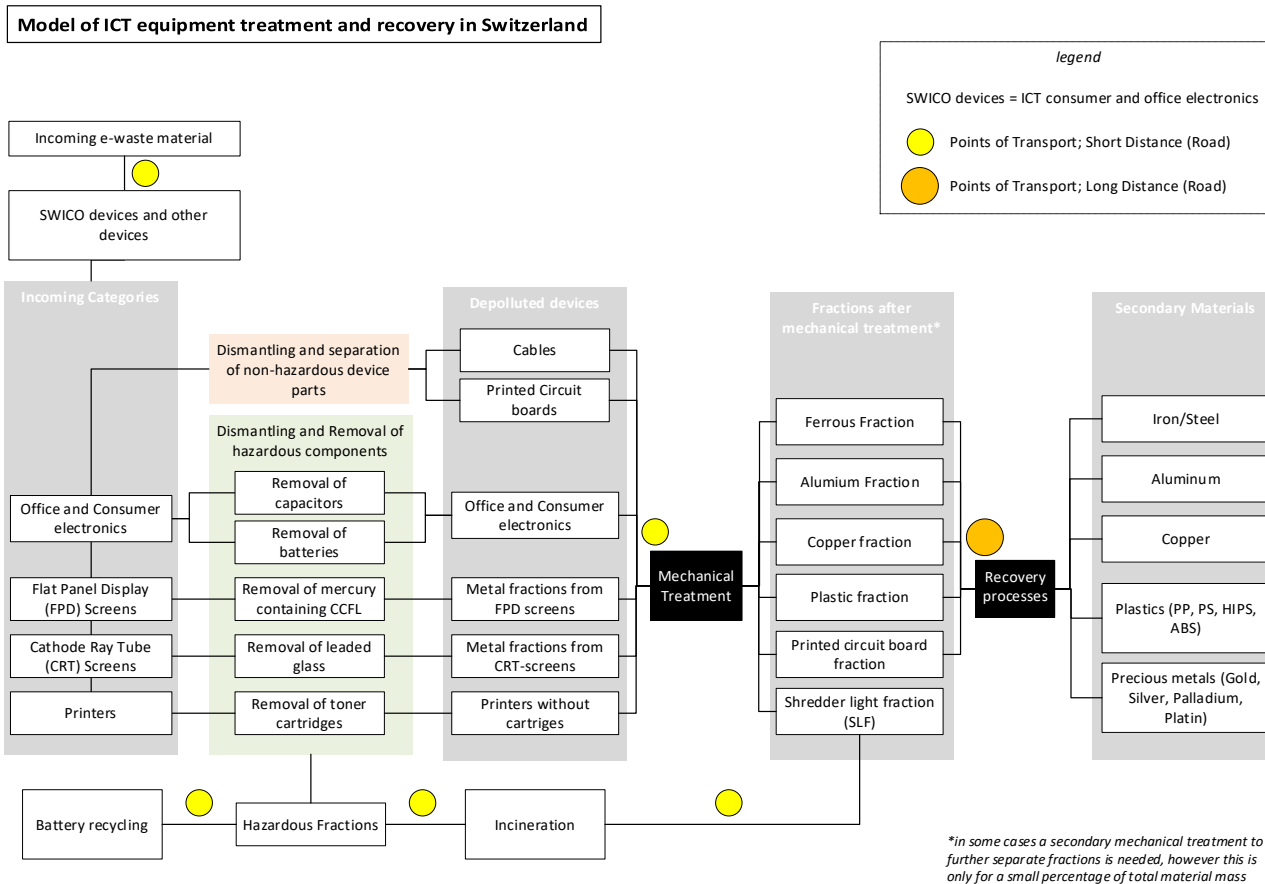 Model of ICT equipment treatment and recovery in Switzerland
legend
SWICO devices = ICT consumer and office electronics
Points of Transport; Short Distance (Road)
Points of Transport; Long Distance (Road)
Incoming e-waste material
SWICO devices and other
devices
Incoming Categories
Office and Consumer
electronics
Flat Panel Display
(FPD) Screens
Cathode Ray Tube
(CRT) Screens
Printers
Dismantling and separation
of non-hazardous device
parts
Dismantling and Removal of
hazardous components
Removal of
capacitors
Removal of
batteries
Removal of mercury
containing CCFL
Removal of leaded
glass
Removal of toner
cartridges
Depolluted devices
Cables
Printed Circuit
boards
Office and Consumer
electronics
Metal fractions from
FPD screens
Metal fractions from
CRT-screens
Printers without
cartriges
Mechanical
Treatment
Fractions after
mechanical treatment*
Ferrous Fraction
Alumium Fraction
Copper fraction
Plastic fraction
Printed circuit board
fraction
Shredder light fraction
(SLF)
Recovery
processes
Secondary Materials
Iron/Steel
Aluminum
Copper
Plastics (PP, PS, HIPS,
ABS)
Precious metals (Gold,
Silver, Palladium,
Platin)
Battery recycling
Hazardous Fractions
Incineration
*in some cases a secondary mechanical treatment to
further separate fractions is needed, however this is
only for a small percentage of total material mass